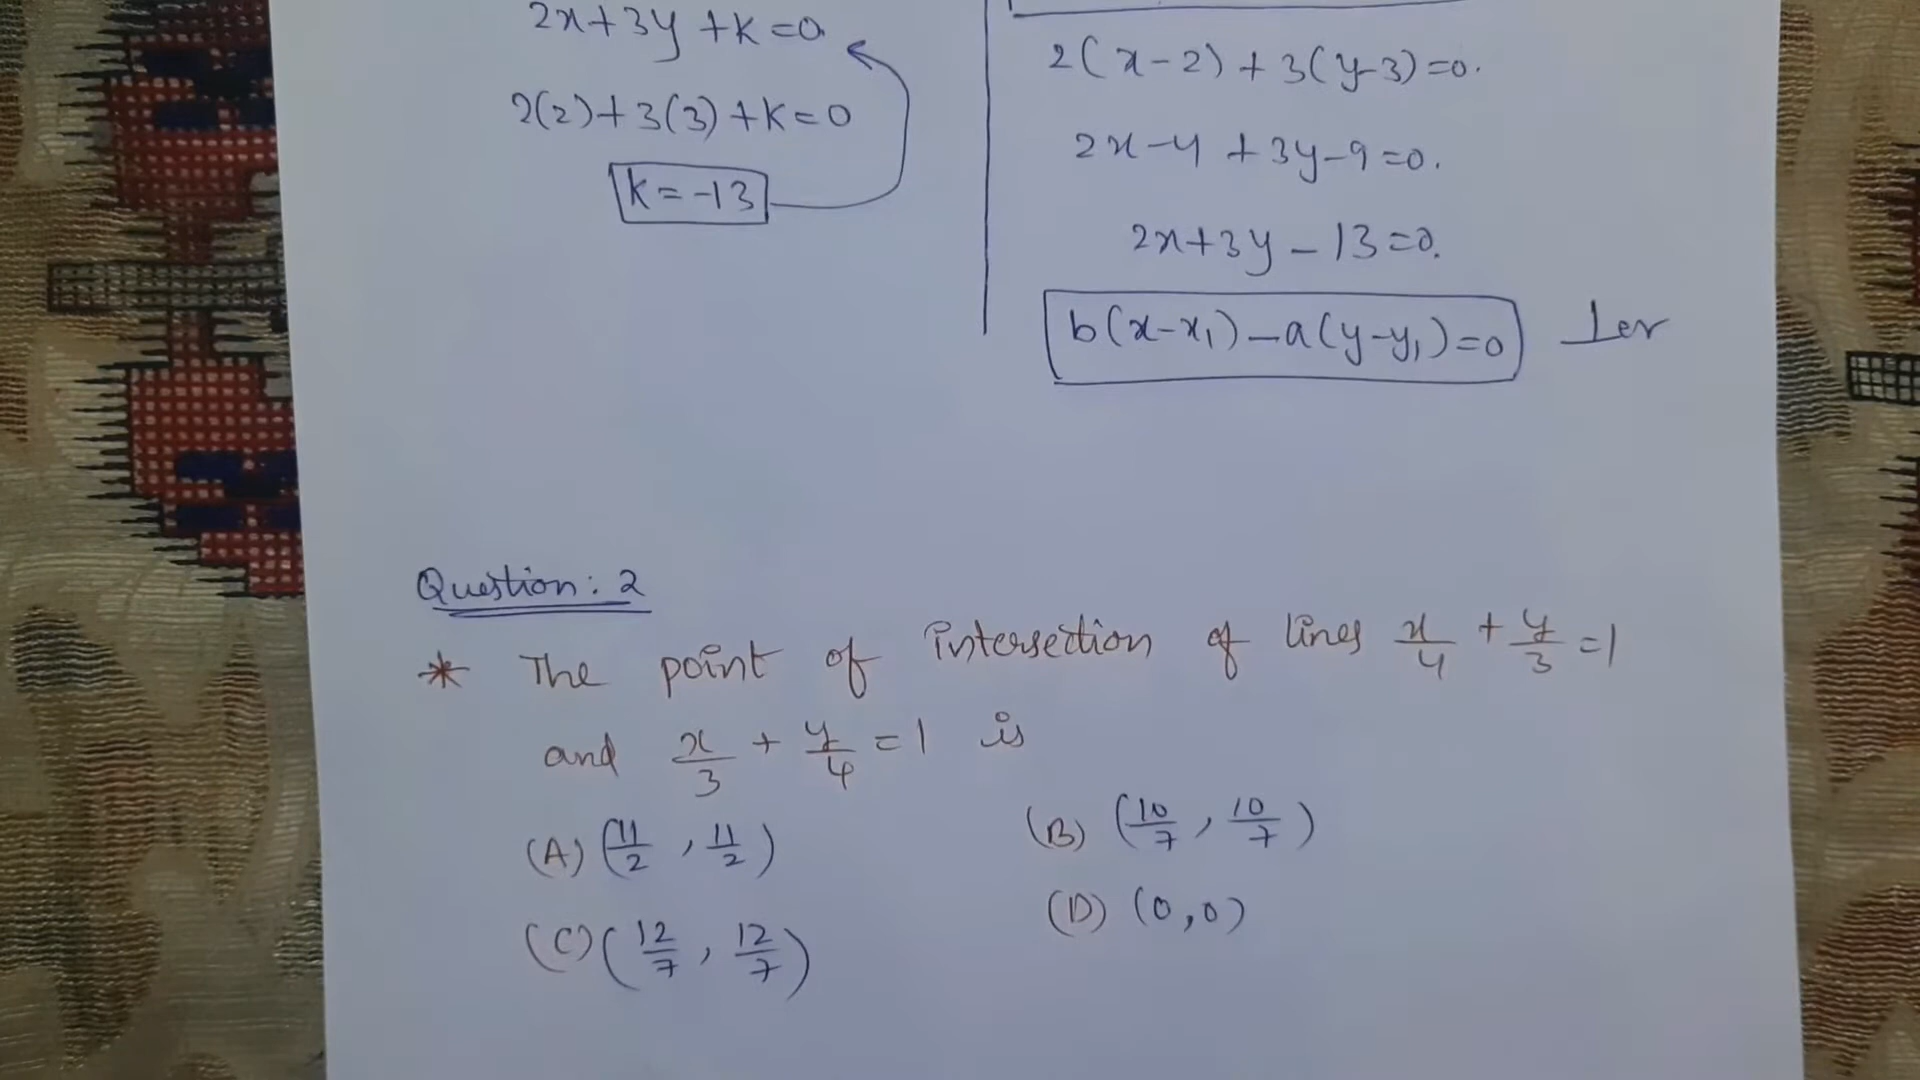 2x+3y+k=0
2(2)+3(3)+k=0
k=-13
2(x-2)+3(y-3)=0.
2x-4+3y-9=0.
2x+3y-13=0.
b(x-x₁)-a(y-y₁)=0 ⊥er
Question: 2
* The point of intersection of lines x/4 + y/3 = 1
and x/3 + y/4 = 1 is
(A) (11/2, 11/2) (B) (10/7, 10/7)
(C) (12/7, 12/7) (D) (0,0)